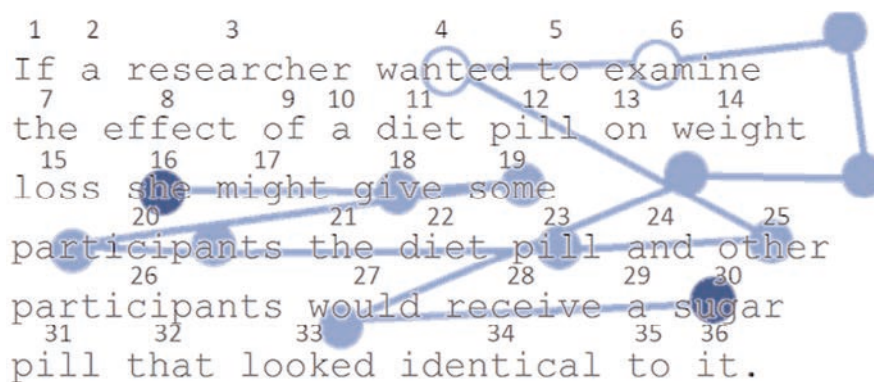 1 2 3 4 5 6
If a researcher wanted to examine
7 8 9 10 11 12 13 14
the effect of a diet pill on weight
15 16 17 18 19
loss she might give some
20 21 22 23 24 25
participants the diet pill and other
26 27 28 29 30
participants would receive a sugar
31 32 33 34 35 36
pill that looked identical to it.